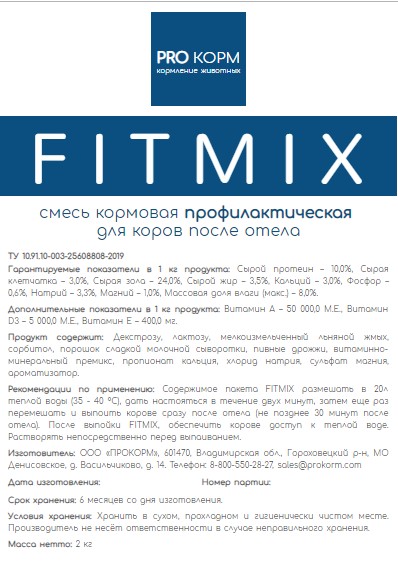 PRO КОРМ
кормление животных
FITMIX
смесь кормовая профилактическая
для коров после отела
ТУ 10.91.10-003-25608808-2019
Гарантируемые показатели в 1 кг продукта: Сырой протеин – 10,0%, Сырая
клетчатка – 3,0%, Сырая зола – 24,0%, Сырой жир – 3,5%, Кальций – 3,0%, Фосфор –
0,6%, Натрий – 3,3%, Магний – 1,0%, Массовая доля влаги (макс.) – 8,0%.
Дополнительные показатели в 1 кг продукта: Витамин А – 50 000,0 М.Е., Витамин
D3 – 5 000,0 М.Е., Витамин Е – 400,0 мг.
Продукт содержит: Декстрозу, лактозу, мелкоизмельченный льняной жмых,
сорбитол, порошок сладкой молочной сыворотки, пивные дрожжи, витаминно-
минеральный премикс, пропионат кальция, хлорид натрия, сульфат магния,
ароматизатор.
Рекомендации по применению: Содержимое пакета FITMIX размешать в 20л
теплой воды (35 - 40 °С), дать настояться в течение двух минут, затем еще раз
перемешать и выпоить корове сразу после отела (не позднее 30 минут после
отела). После выпойки FITMIX, обеспечить корове доступ к теплой воде.
Растворять непосредственно перед выпаиванием.
Изготовитель: ООО «ПРОКОРМ», 601470, Владимирская обл., Гороховецкий р-н, МО
Денисовское, д. Васильчиково, д. 14. Телефон: 8-800-550-28-27, sales@prokorm.com
Дата изготовления: Номер партии:
Срок хранения: 6 месяцев со дня изготовления.
Условия хранения: Хранить в сухом, прохладном и гигиенически чистом месте.
Производитель не несёт ответственности в случае неправильного хранения.
Масса нетто: 2 кг